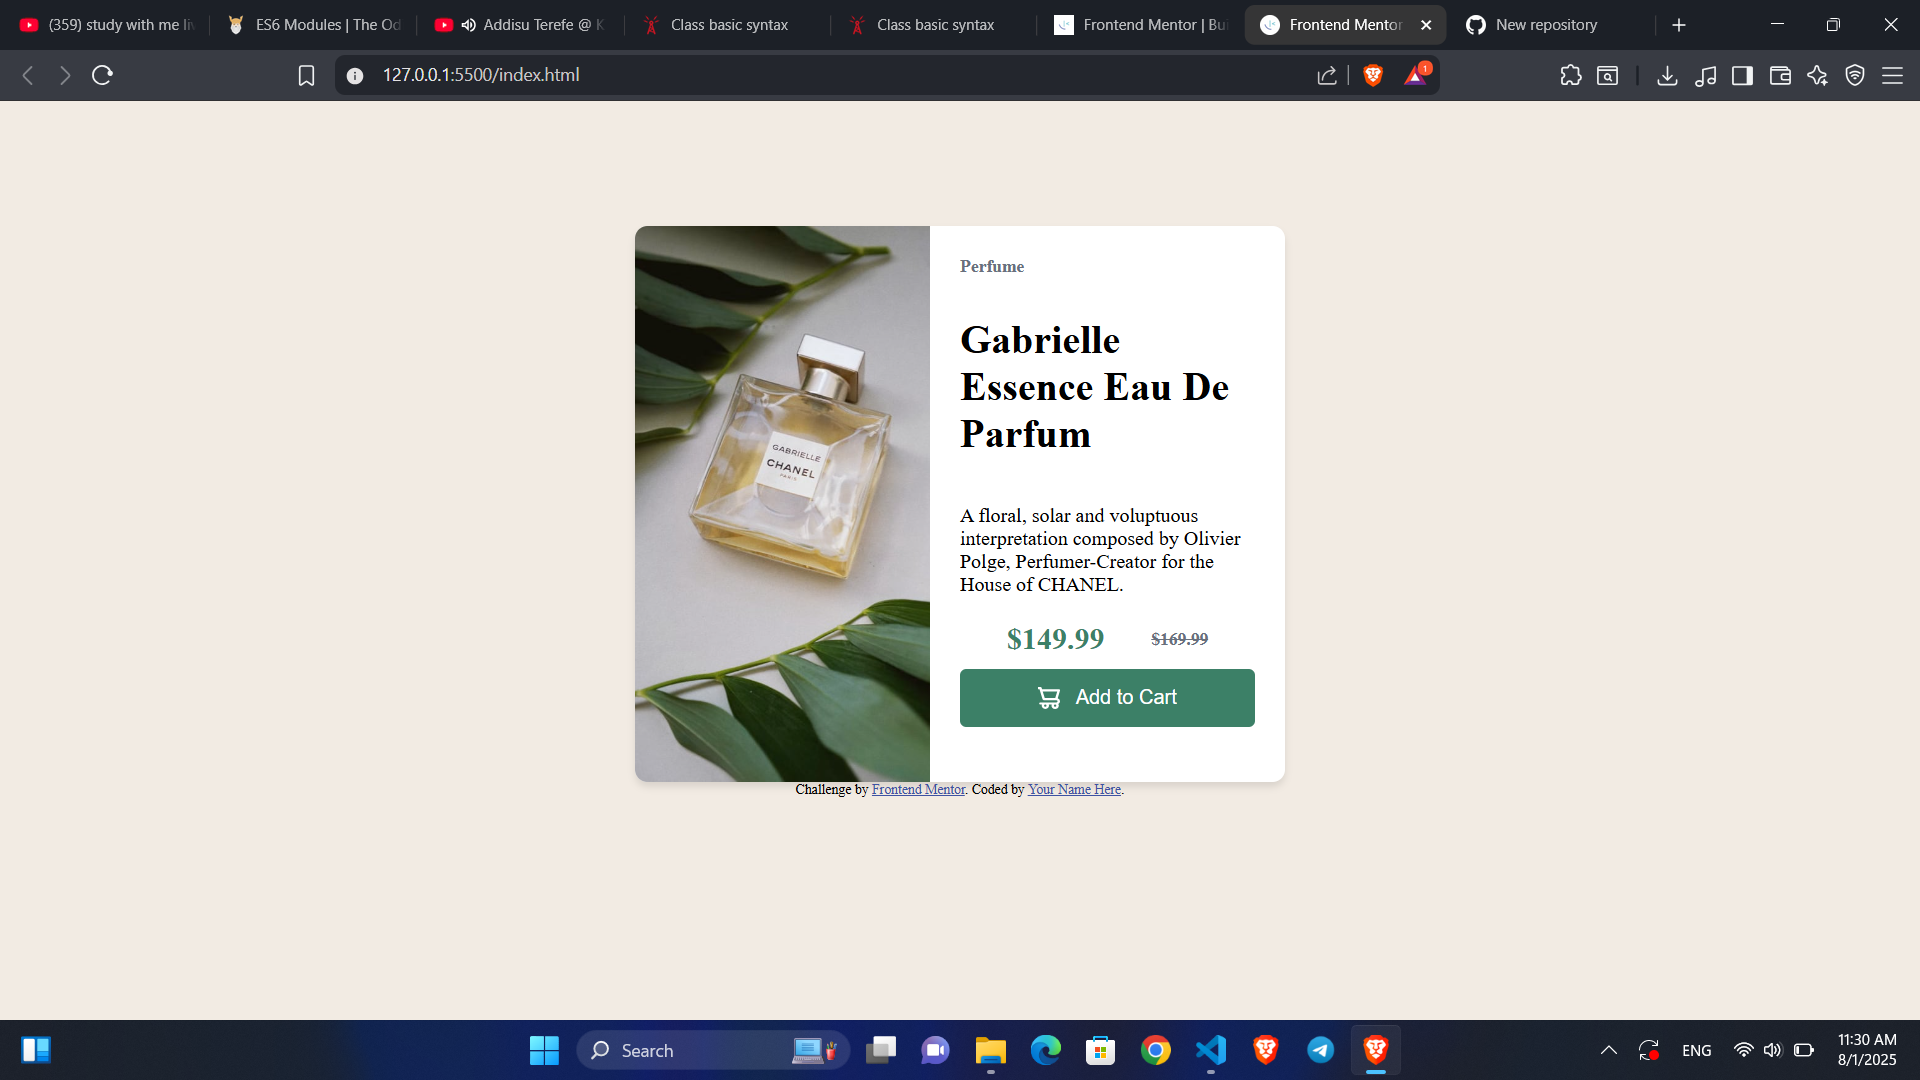 (359) study with me liv
ES6 Modules | The Od
Addisu Terefe @ K
Class basic syntax
Class basic syntax
Frontend Mentor | Bui
Frontend Mentor
New repository
127.0.0.1:5500/index.html
1
Perfume
Gabrielle
Essence Eau De
Parfum
GABRIELLE
CHANEL
PARIS
A floral, solar and voluptuous
interpretation composed by Olivier
Polge, Perfumer-Creator for the
House of CHANEL.
$149.99 $169.99
Add to Cart
Challenge by Frontend Mentor. Coded by Your Name Here.
Search
ENG
11:30 AM
8/1/2025